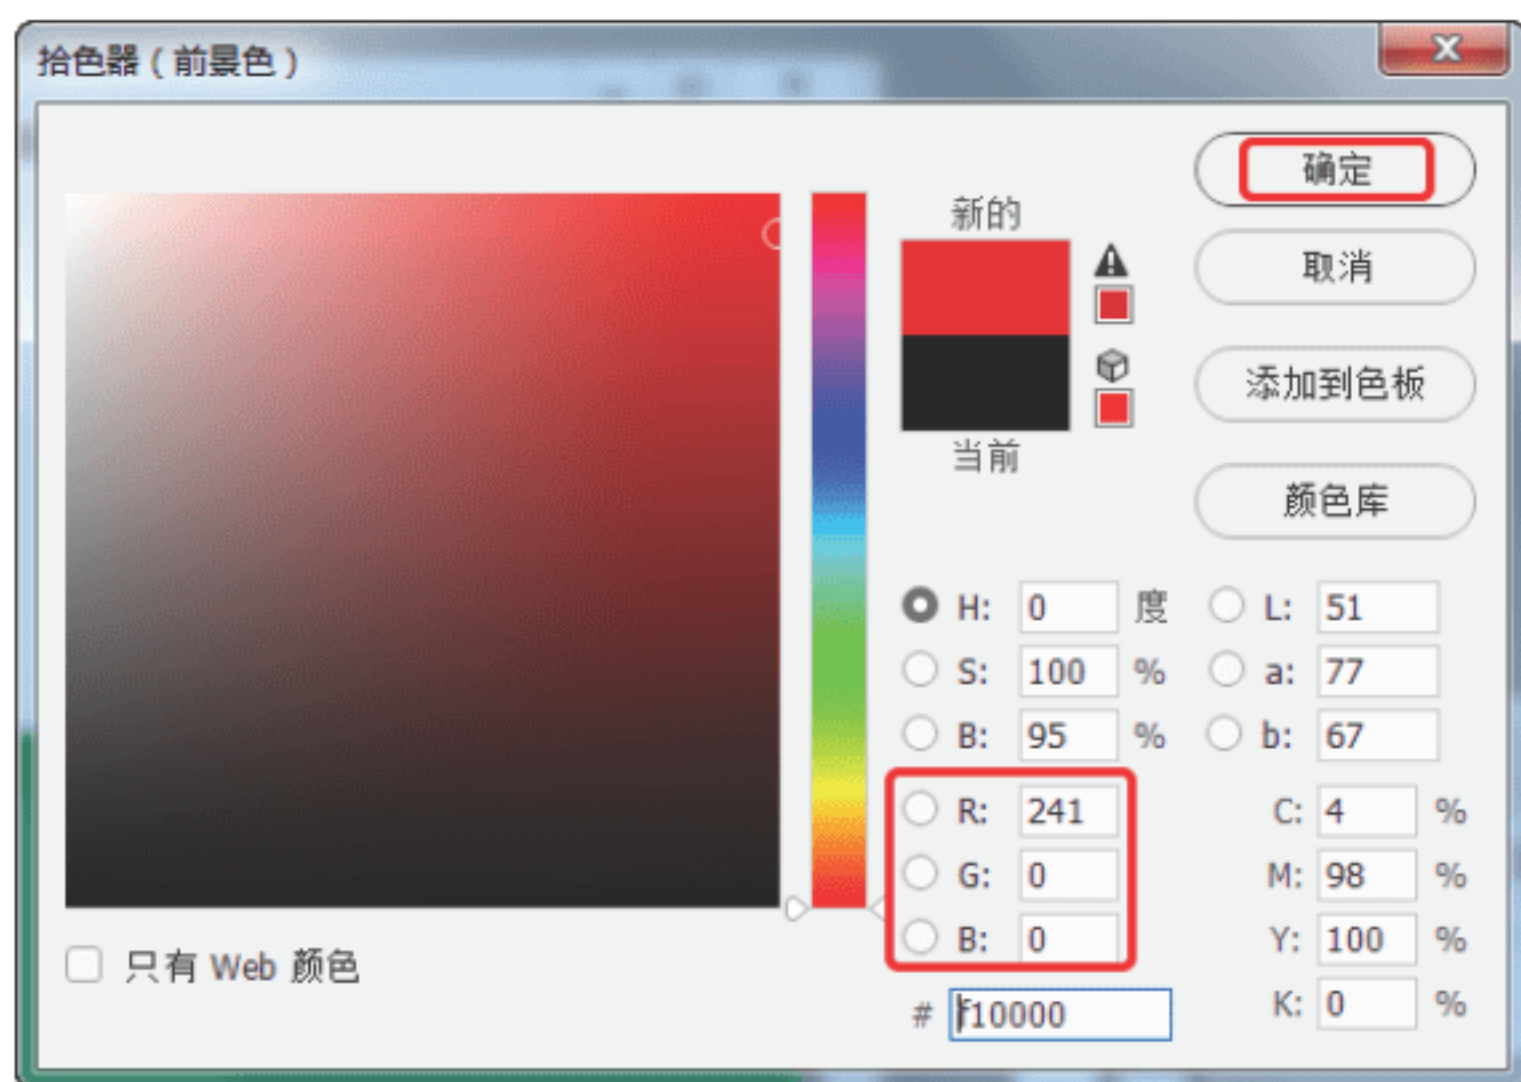 拾色器（前景色）
确定
新的
取消
添加到色板
当前
颜色库
H: 0 度 L: 51
S: 100 % a: 77
B: 95 % b: 67
R: 241 C: 4 %
G: 0 M: 98 %
B: 0 Y: 100 %
只有 Web 颜色
# f10000 K: 0 %